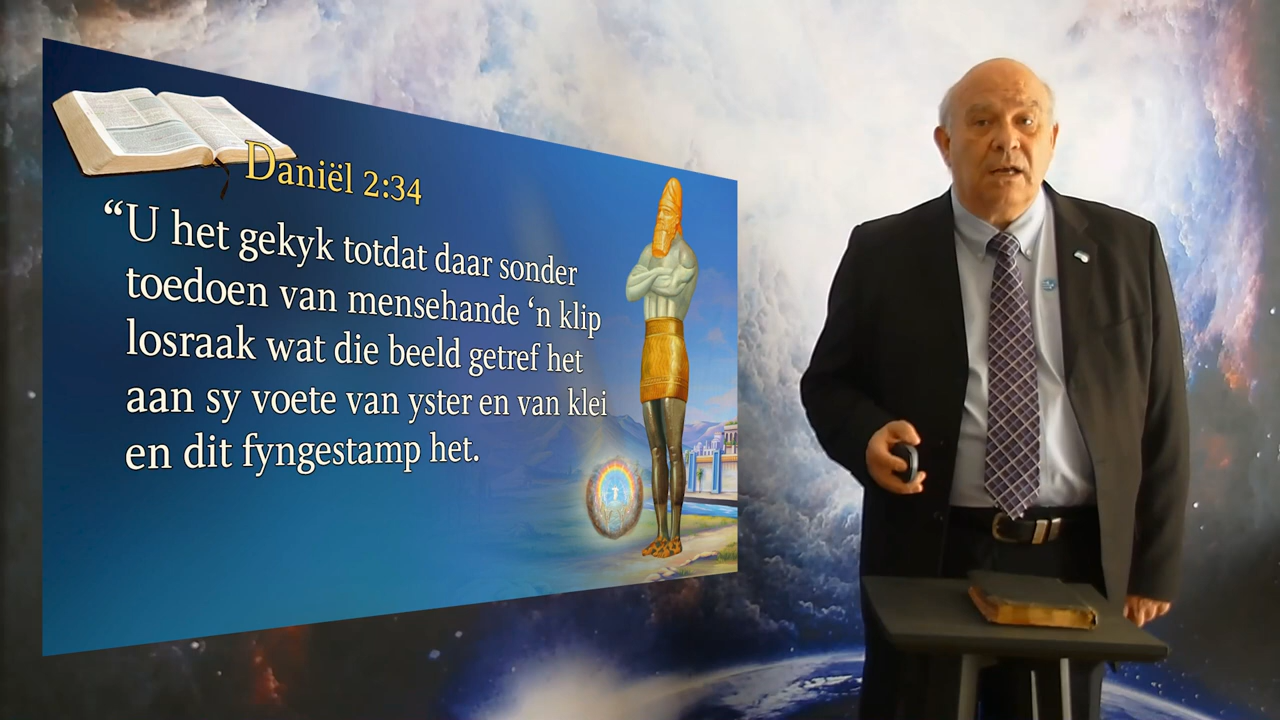 Daniël 2:34
“U het gekyk totdat daar sonder
toedoen van mensehande ‘n klip
losraak wat die beeld getref het
aan sy voete van yster en van klei
en dit fyngestamp het.